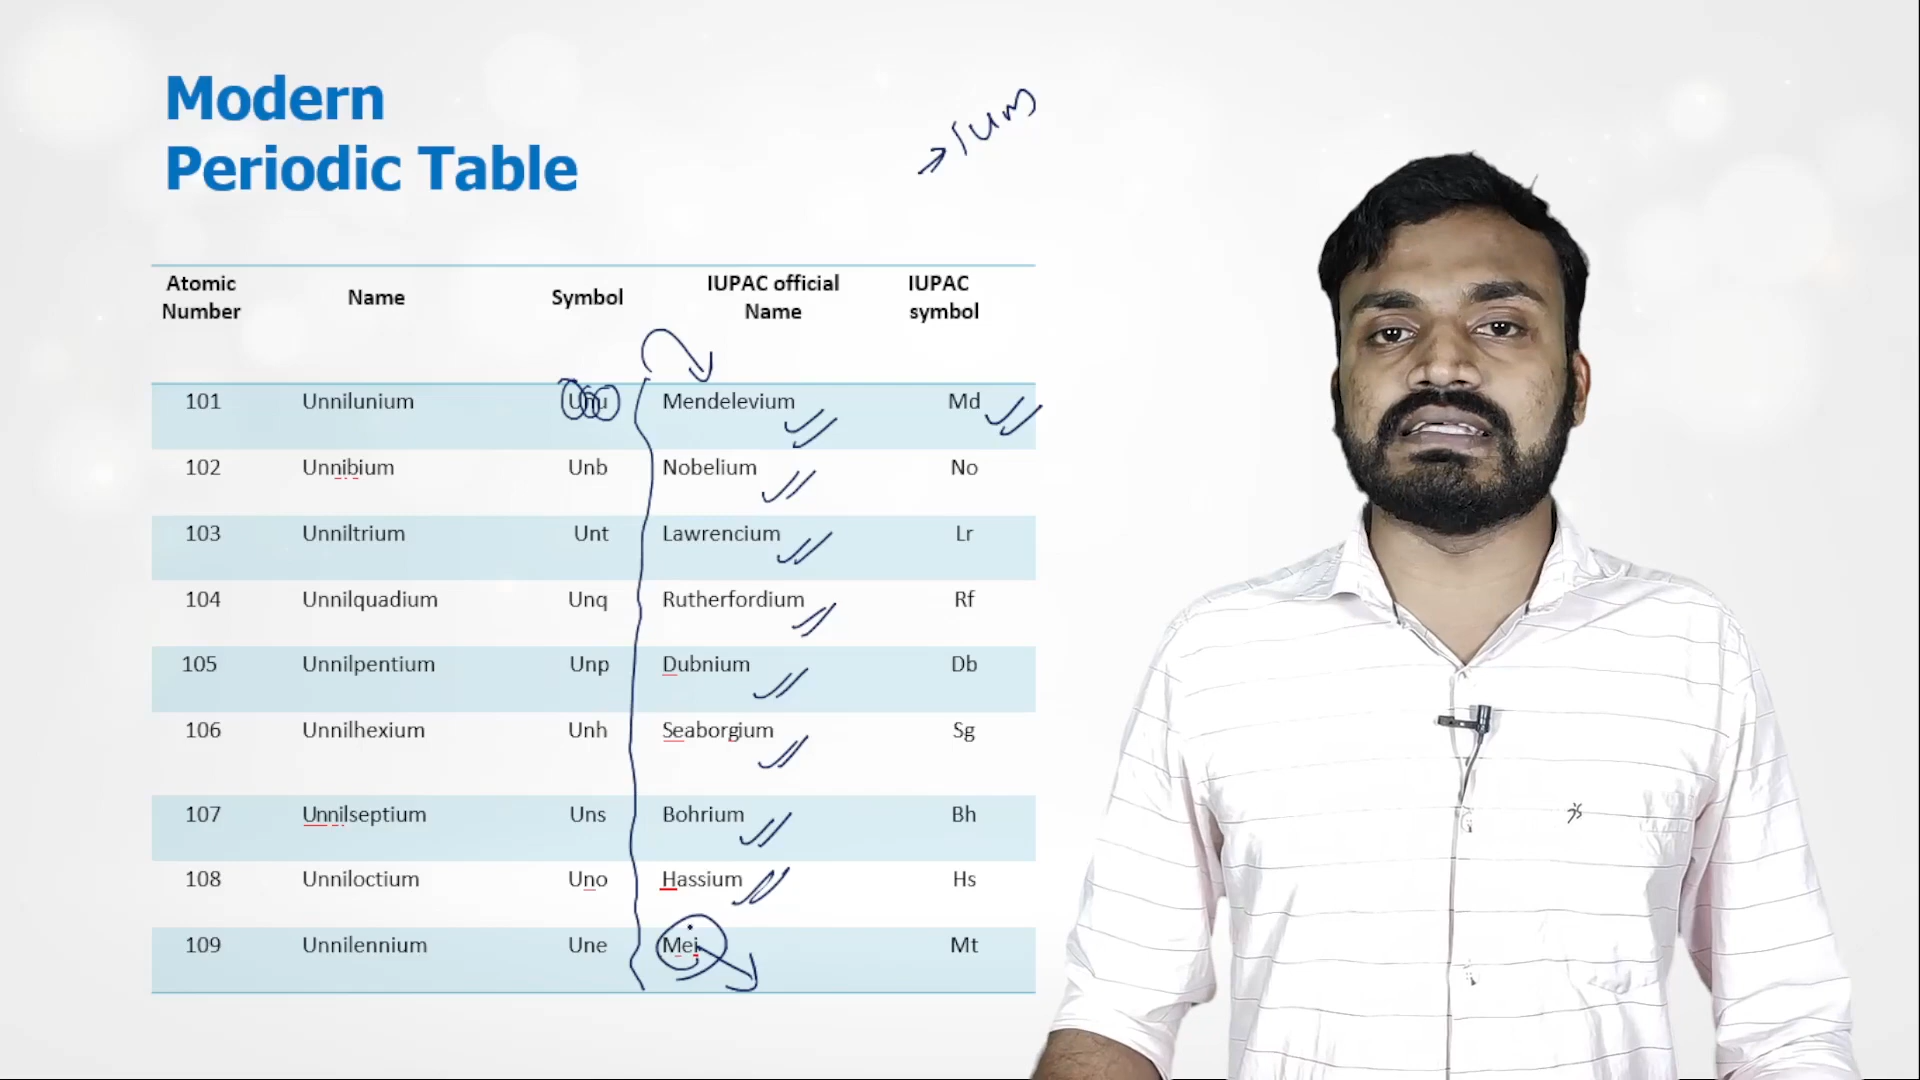 Modern
Periodic Table
→ ium
Atomic Number Name Symbol IUPAC official Name IUPAC symbol
101 Unnilunium Unu Mendelevium Md
102 Unnibium Unb Nobelium No
103 Unniltrium Unt Lawrencium Lr
104 Unnilquadium Unq Rutherfordium Rf
105 Unnilpentium Unp Dubnium Db
106 Unnilhexium Unh Seaborgium Sg
107 Unnilseptium Uns Bohrium Bh
108 Unniloctium Uno Hassium Hs
109 Unnilennium Une Mei Mt